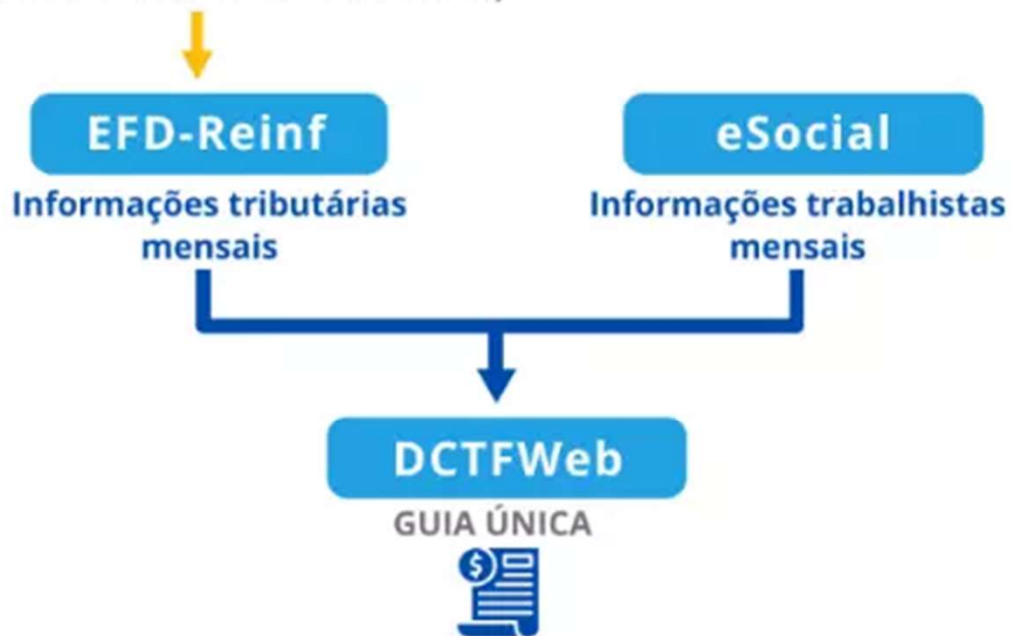 EFD-Reinf
eSocial
Informações tributárias
mensais
Informações trabalhistas
mensais
DCTFWeb
GUIA ÚNICA
$